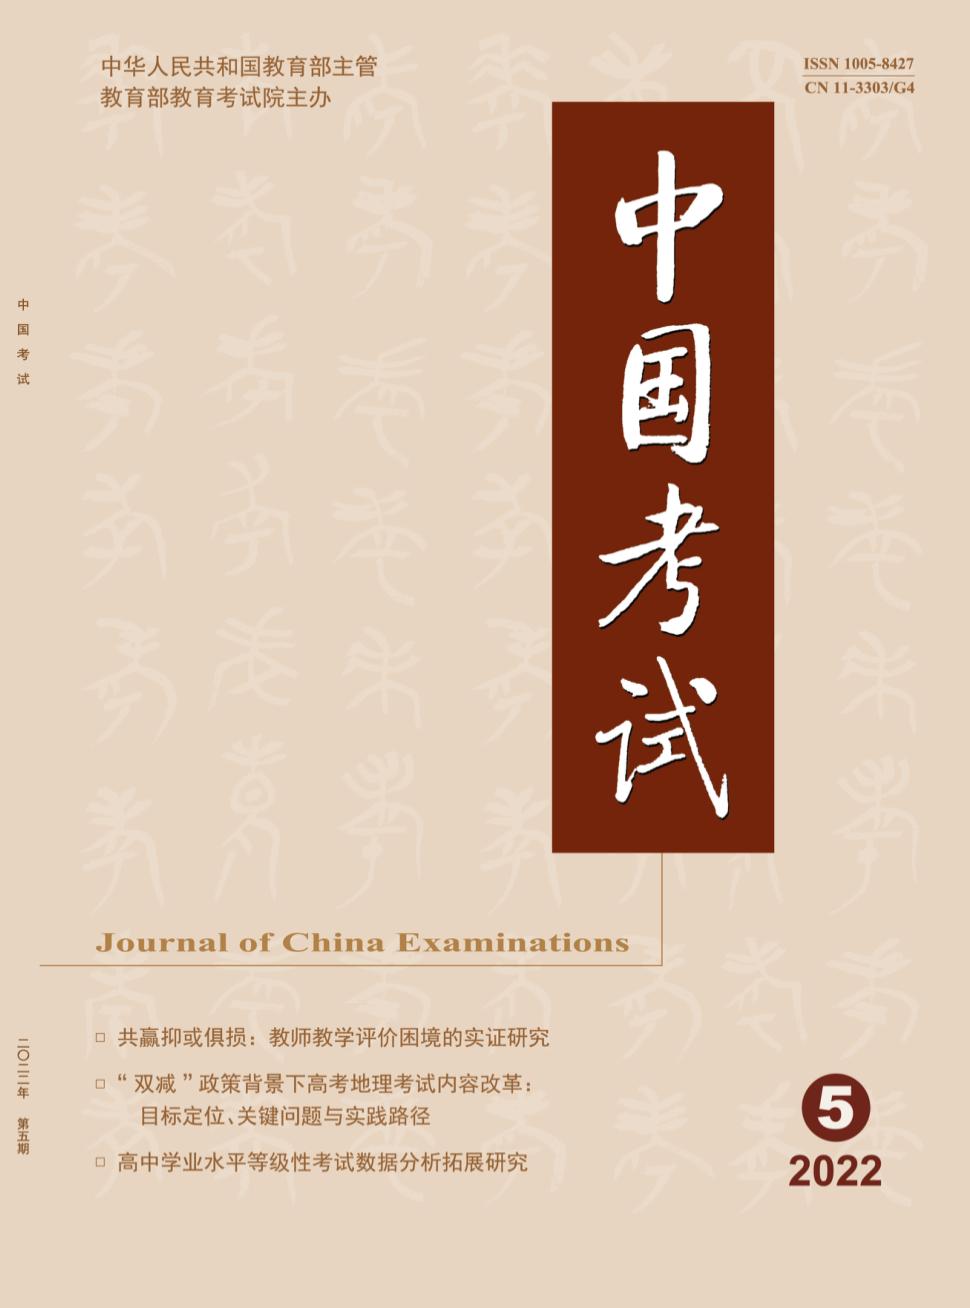 中华人民共和国教育部主管
教育部教育考试院主办
ISSN 1005-8427
CN 11-3303/G4
中国考试
中国考试
Journal of China Examinations
□ 共赢抑或俱损：教师教学评价困境的实证研究
□ “双减”政策背景下高考地理考试内容改革：
目标定位、关键问题与实践路径
□ 高中学业水平等级性考试数据分析拓展研究
二〇二二年 第五期
5
2022